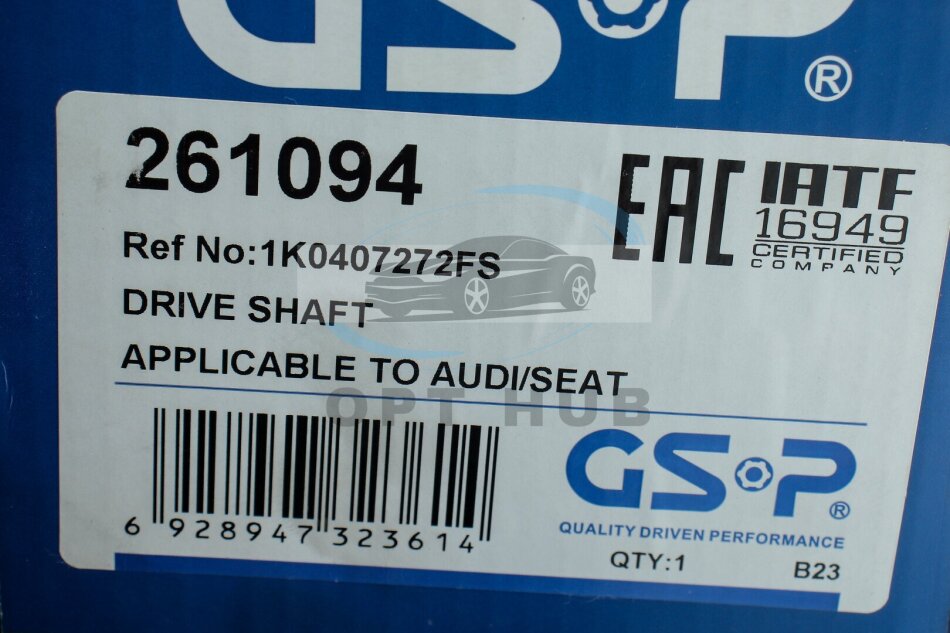 GSP®
261094
EAC
IATF
16949
CERTIFIED
COMPANY
Ref No:1K0407272FS
DRIVE SHAFT
APPLICABLE TO AUDI/SEAT
OPT HUB
6 928947 323614
GSP®
QUALITY DRIVEN PERFORMANCE
QTY:1
B23